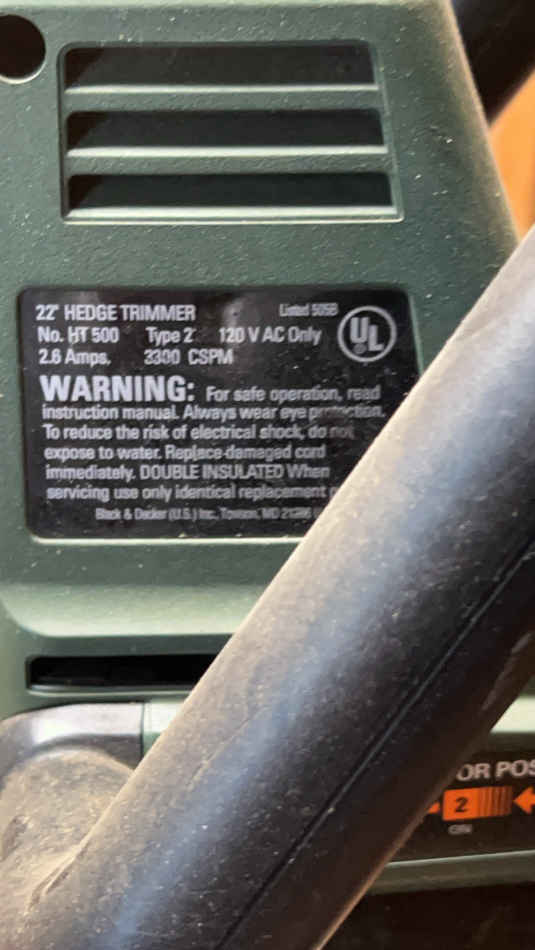 22" HEDGE TRIMMER Listed 505B
No. HT 500 Type 2 120 V AC Only
UL
2.6 Amps, 3300 CSPM
WARNING: For safe operation, read
instruction manual. Always wear eye protection.
To reduce the risk of electrical shock, do not
expose to water. Replace damaged cord
immediately. DOUBLE INSULATED When
servicing use only identical replacement
Black & Decker (U.S.) Inc., Towson, MD 21286
OR POS
2
ON